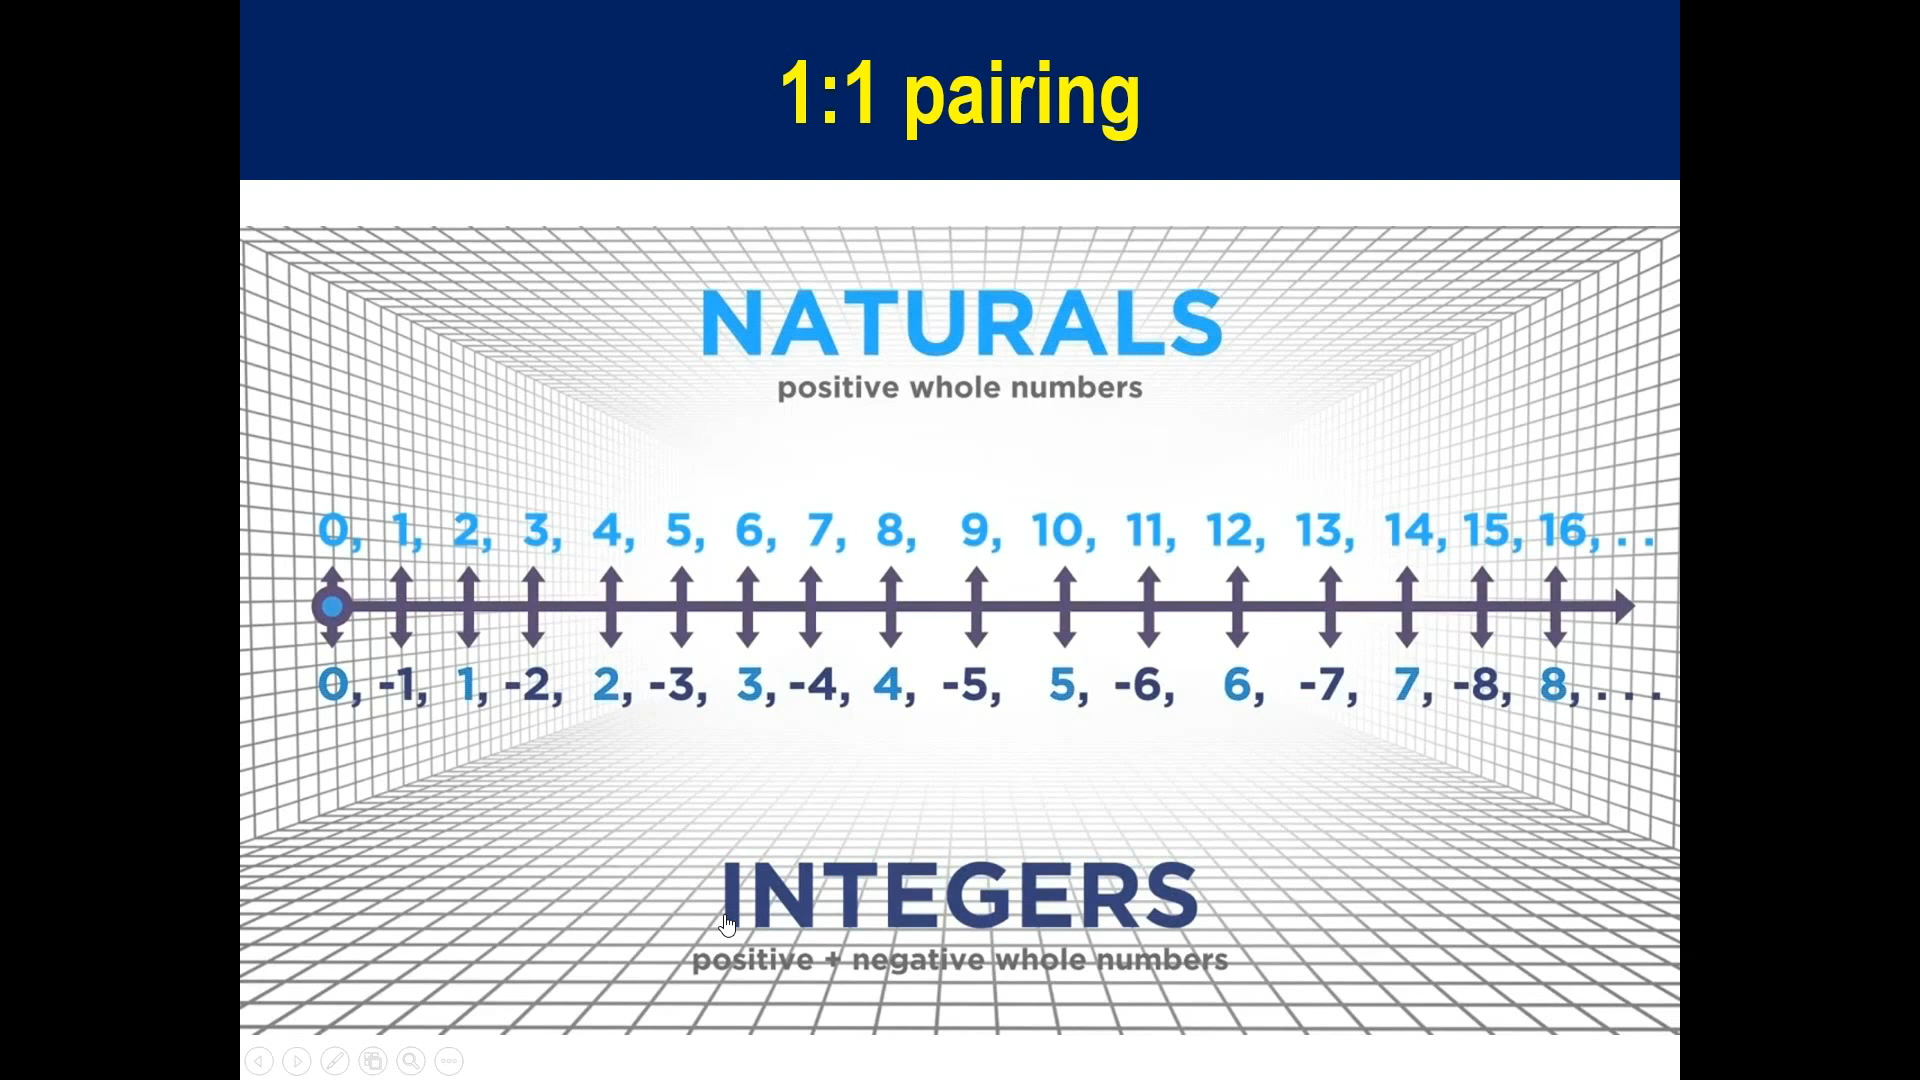 1:1 pairing
NATURALS
positive whole numbers
0, 1, 2, 3, 4, 5, 6, 7, 8, 9, 10, 11, 12, 13, 14, 15, 16, . .
0, -1, 1, -2, 2, -3, 3, -4, 4, -5, 5, -6, 6, -7, 7, -8, 8, . . .
INTEGERS
positive + negative whole numbers